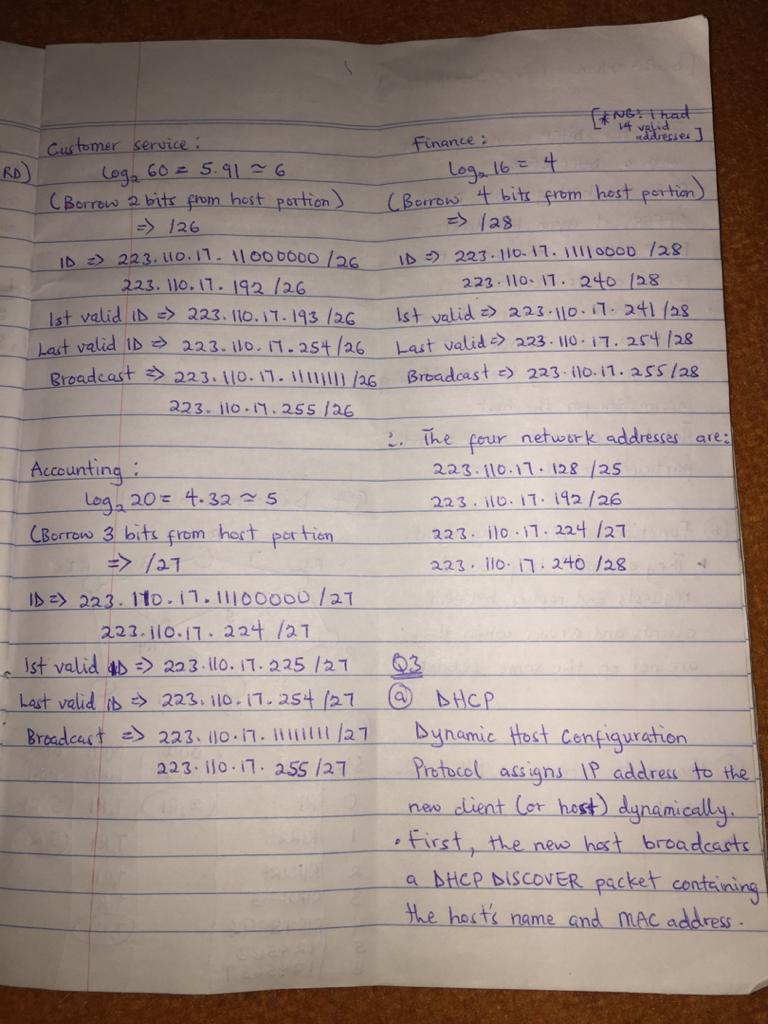 RD)
Customer service :
log₂ 60 = 5.91 ≃ 6
(Borrow 2 bits from host portion)
=> /26
ID => 223.110.17.11000000 /26
223.110.17.192 /26
1st valid ID => 223.110.17.193 /26
Last valid ID => 223.110.17.254/26
Broadcast => 223.110.17.11111111 /26
223.110.17.255 /26
Accounting :
log₂ 20 = 4.32 ≃ 5
(Borrow 3 bits from host portion
=> /27
ID => 223.110.17.11100000 /27
223.110.17.224 /27
1st valid ID => 223.110.17.225 /27
Last valid ID => 223.110.17.254 /27
Broadcast => 223.110.17.11111111 /27
223.110.17.255 /27
[*NB: I had
14 valid
addresses]
Finance :
log₂ 16 = 4
(Borrow 4 bits from host portion)
=> /28
ID => 223.110.17.11110000 /28
223.110.17.240 /28
1st valid => 223.110.17.241 /28
Last valid => 223.110.17.254 /28
Broadcast => 223.110.17.255 /28
∴ The four network addresses are:
223.110.17.128 /25
223.110.17.192 /26
223.110.17.224 /27
223.110.17.240 /28
Q3
(a) DHCP
Dynamic Host Configuration
Protocol assigns IP address to the
new client (or host) dynamically.
• First, the new host broadcasts
a DHCP DISCOVER packet containing
the host's name and MAC address.